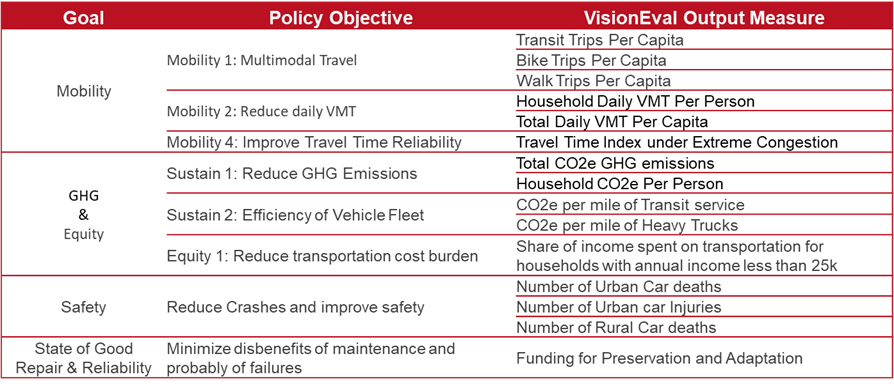 Goal Policy Objective VisionEval Output Measure
Mobility
Mobility 1: Multimodal Travel
Transit Trips Per Capita
Bike Trips Per Capita
Walk Trips Per Capita
Mobility 2: Reduce daily VMT
Household Daily VMT Per Person
Total Daily VMT Per Capita
Mobility 4: Improve Travel Time Reliability
Travel Time Index under Extreme Congestion
GHG
&
Equity
Sustain 1: Reduce GHG Emissions
Total CO2e GHG emissions
Household CO2e Per Person
Sustain 2: Efficiency of Vehicle Fleet
CO2e per mile of Transit service
CO2e per mile of Heavy Trucks
Equity 1: Reduce transportation cost burden
Share of income spent on transportation for
households with annual income less than 25k
Safety
Reduce Crashes and improve safety
Number of Urban Car deaths
Number of Urban car Injuries
Number of Rural Car deaths
State of Good
Repair & Reliability
Minimize disbenefits of maintenance and
probably of failures
Funding for Preservation and Adaptation